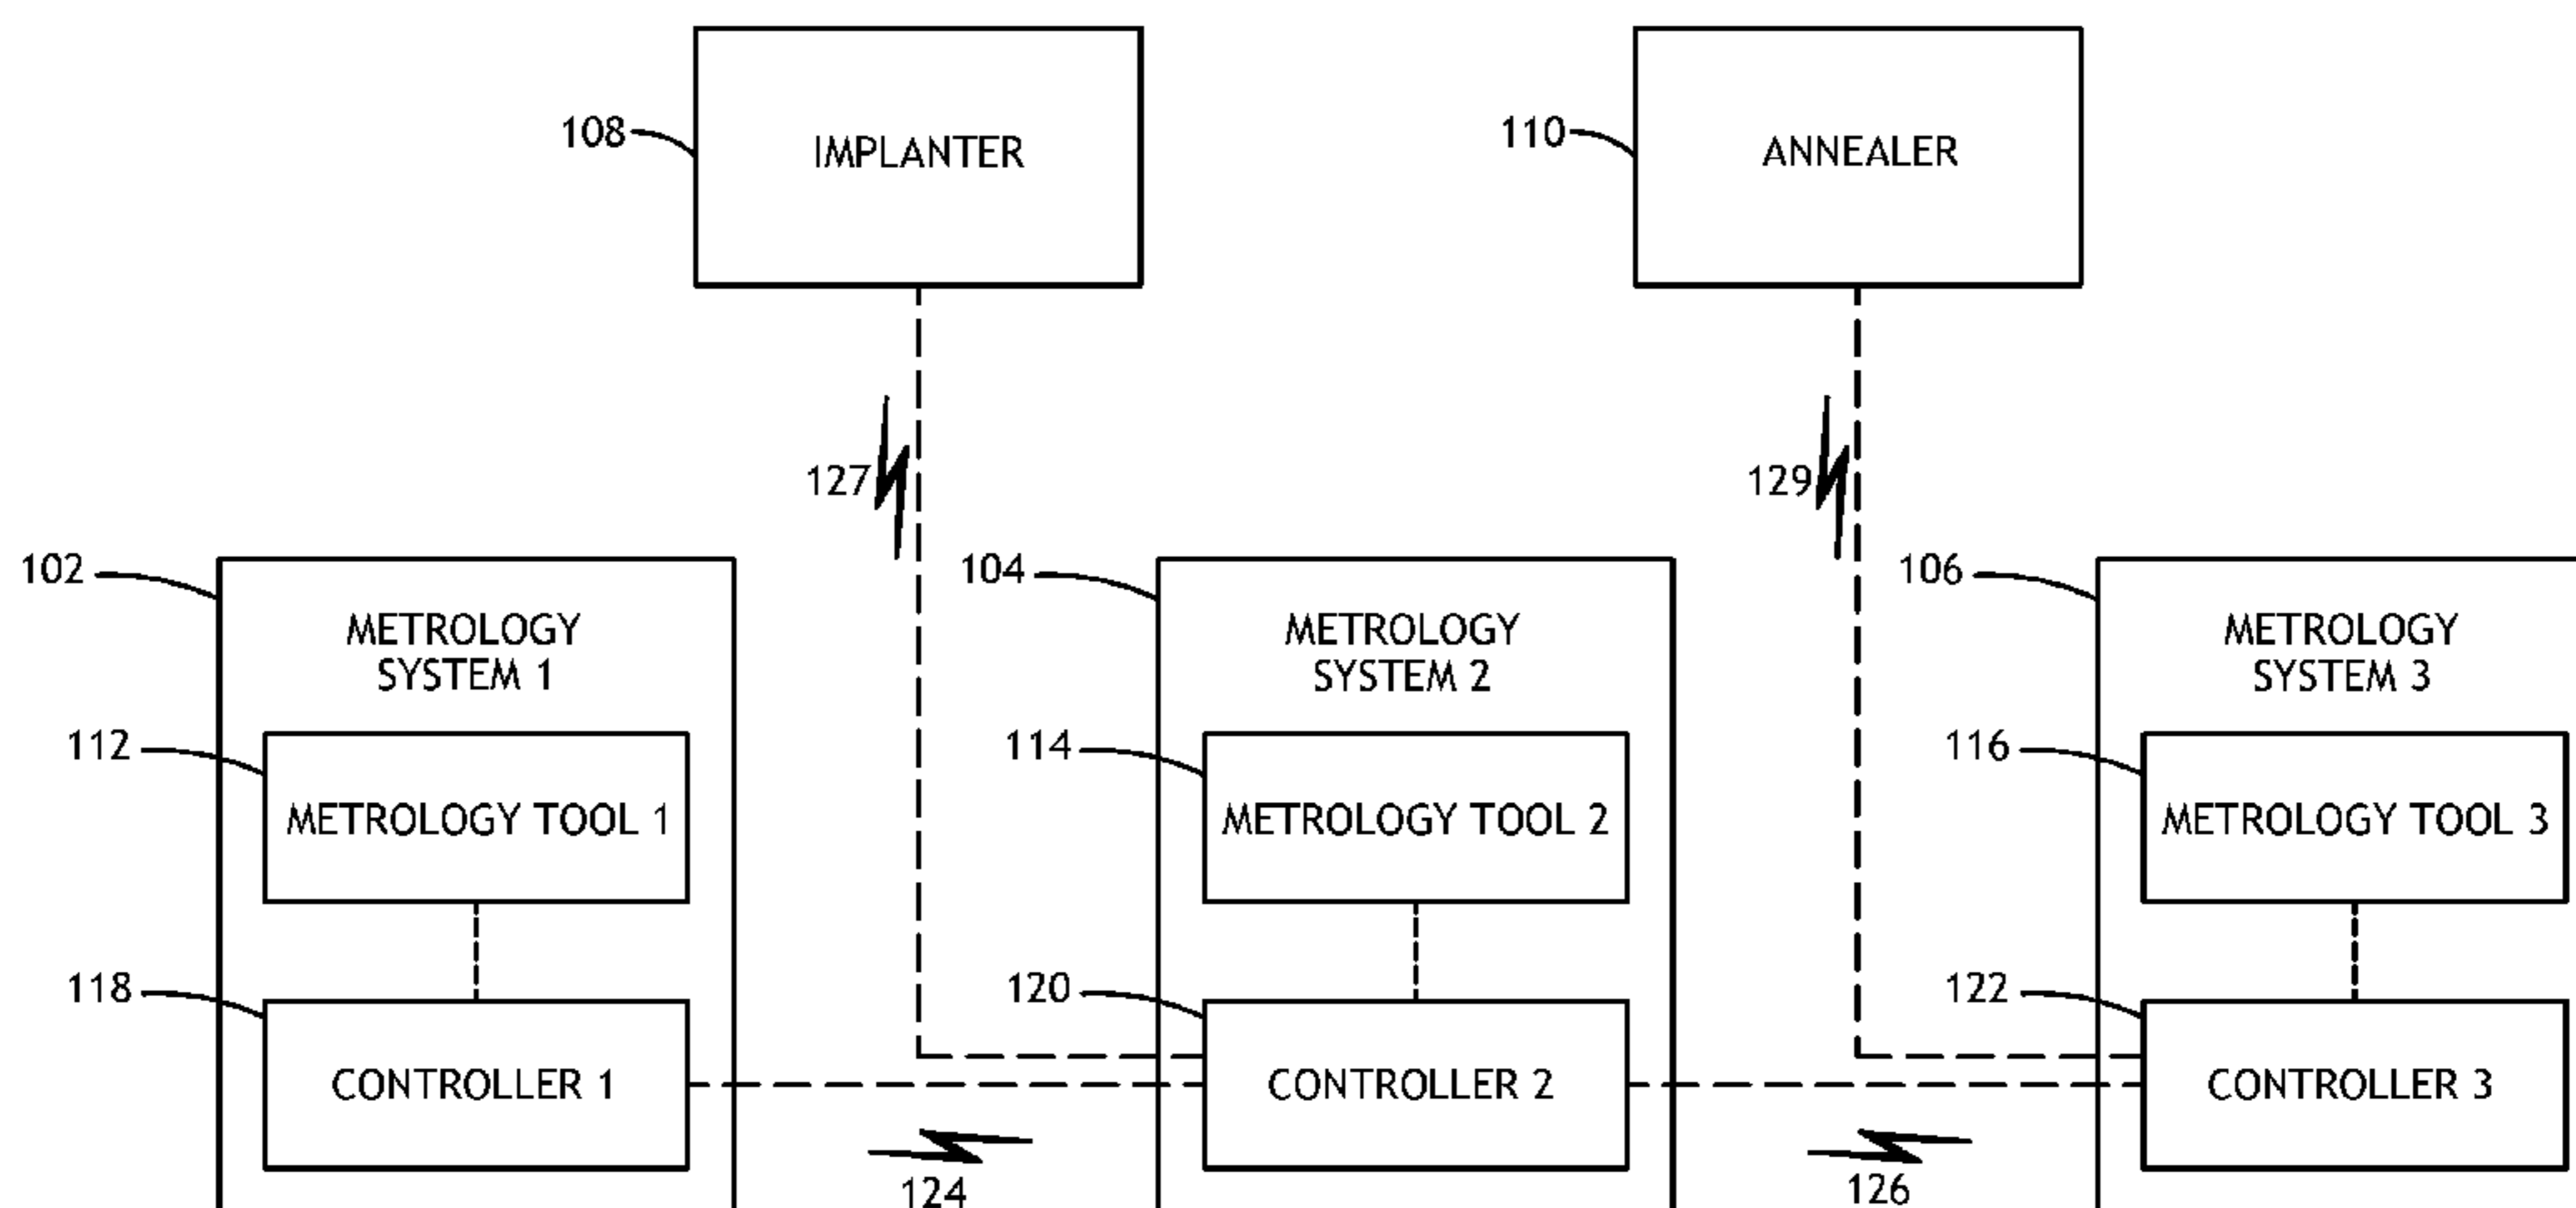 108
IMPLANTER
110
ANNEALER
127
129
102
METROLOGY
SYSTEM 1
104
METROLOGY
SYSTEM 2
106
METROLOGY
SYSTEM 3
112
METROLOGY TOOL 1
114
METROLOGY TOOL 2
116
METROLOGY TOOL 3
118
CONTROLLER 1
120
CONTROLLER 2
122
CONTROLLER 3
124
126